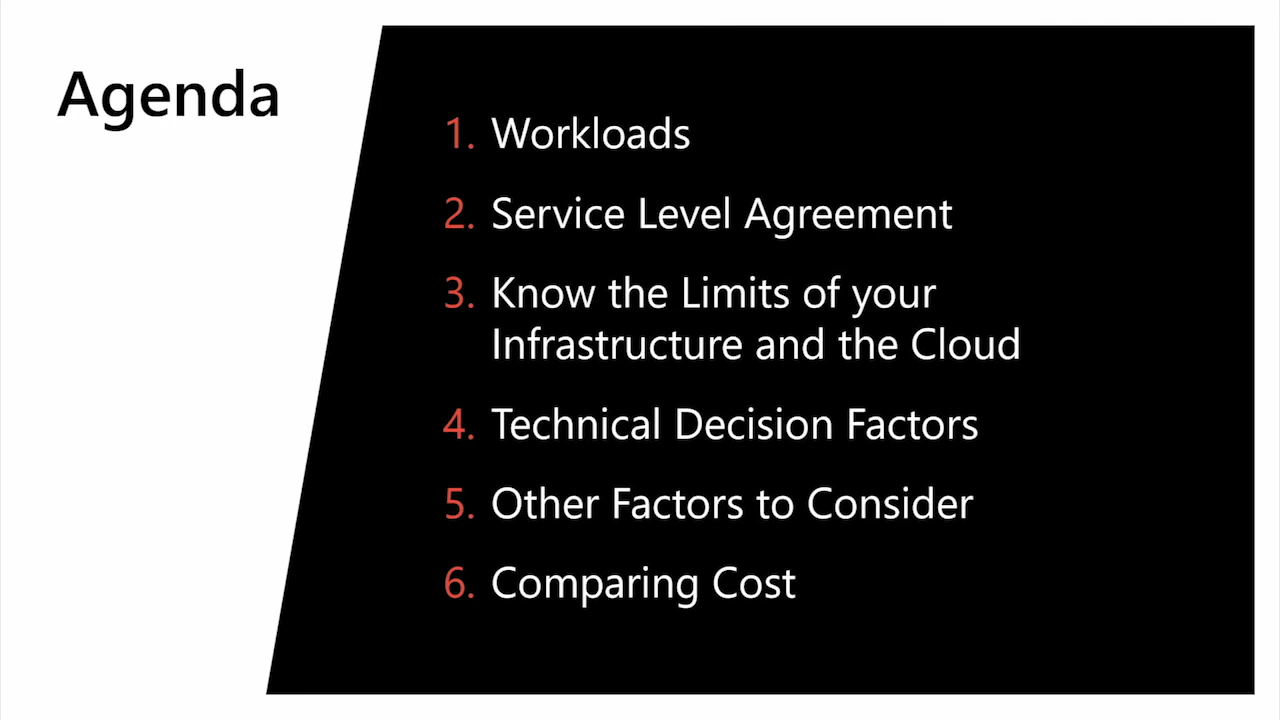 Agenda
1. Workloads
2. Service Level Agreement
3. Know the Limits of your
Infrastructure and the Cloud
4. Technical Decision Factors
5. Other Factors to Consider
6. Comparing Cost